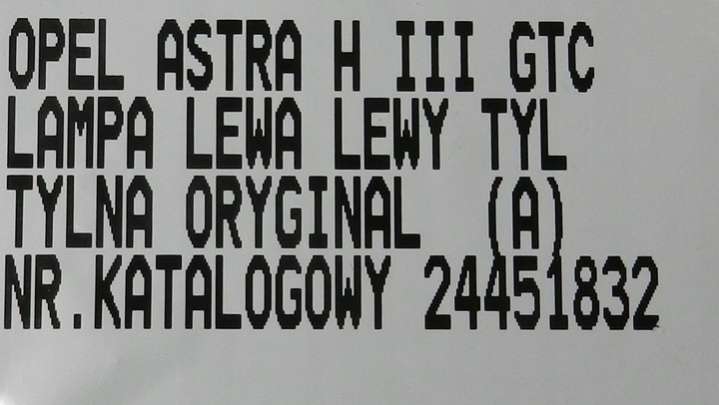 OPEL ASTRA H III GTC
LAMPA LEWA LEWY TYL
TYLNA ORYGINAL (A)
NR.KATALOGOWY 24451832